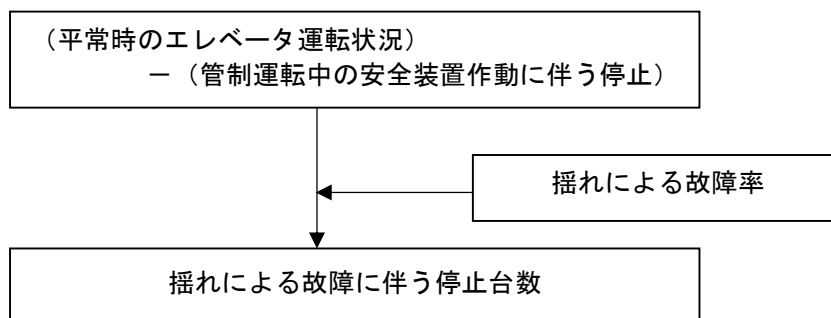 （平常時のエレベータ運転状況）
－（管制運転中の安全装置作動に伴う停止）
揺れによる故障率
揺れによる故障に伴う停止台数